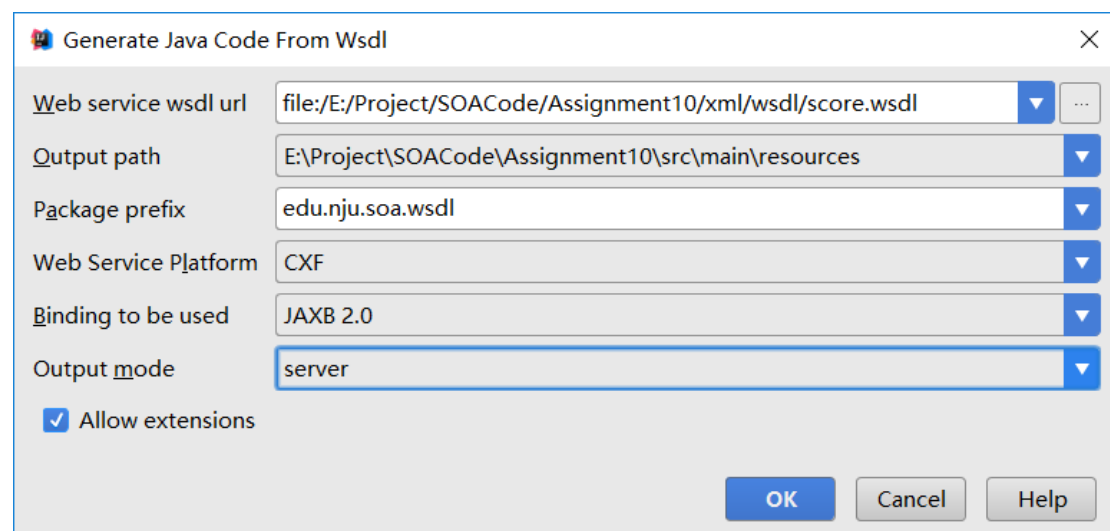 Generate Java Code From Wsdl
Web service wsdl url file:/E:/Project/SOACode/Assignment10/xml/wsdl/score.wsdl ...
Output path E:\Project\SOACode\Assignment10\src\main\resources
Package prefix edu.nju.soa.wsdl
Web Service Platform CXF
Binding to be used JAXB 2.0
Output mode server
Allow extensions
OK Cancel Help